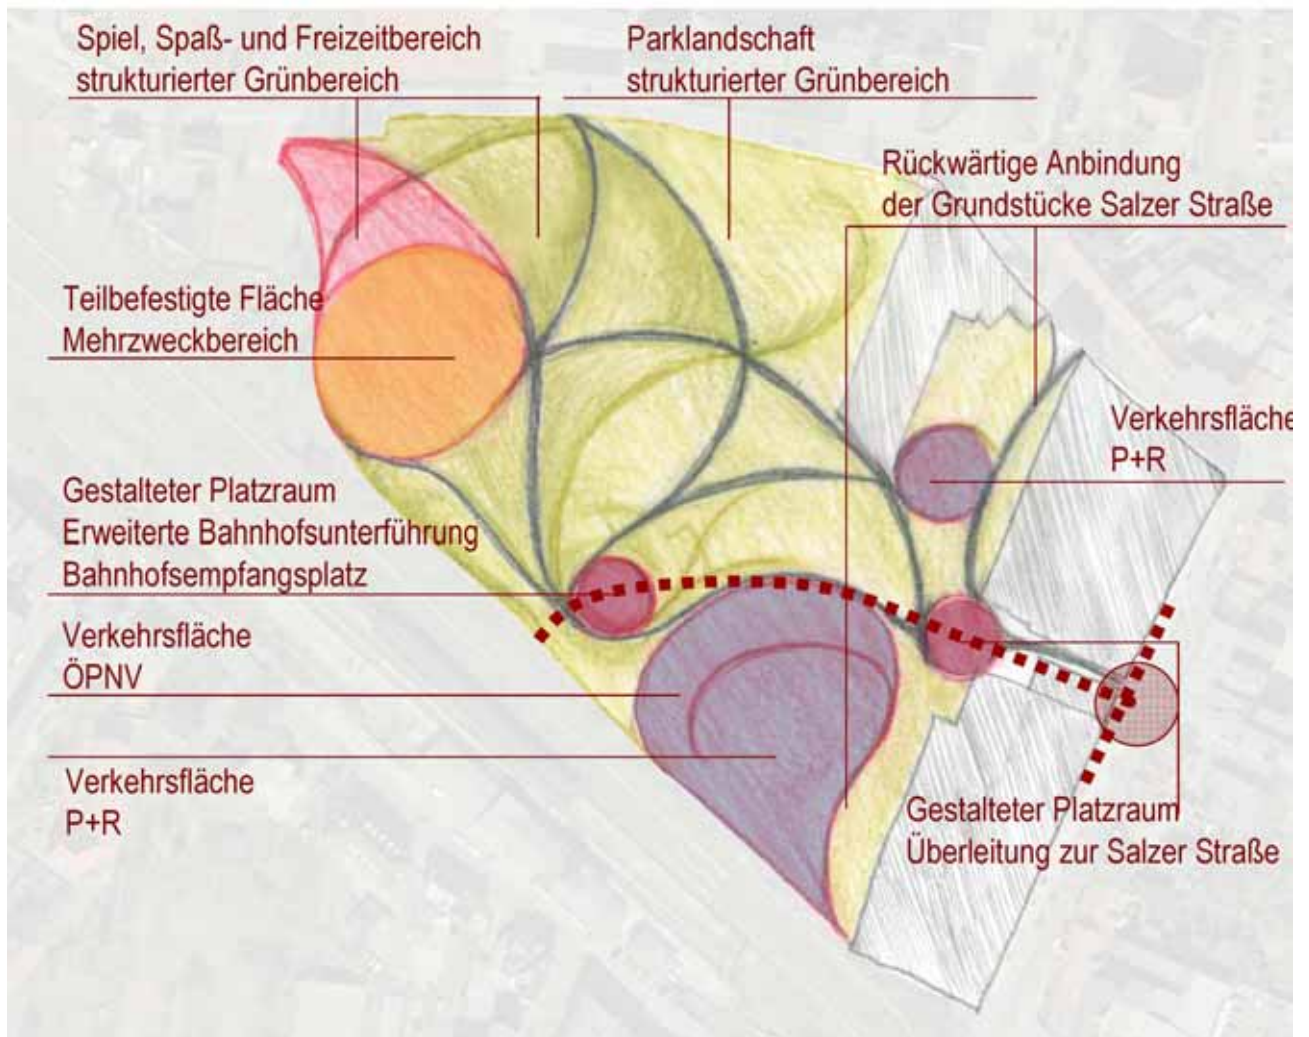 Spiel, Spaß- und Freizeitbereich
strukturierter Grünbereich
Parklandschaft
strukturierter Grünbereich
Rückwärtige Anbindung
der Grundstücke Salzer Straße
Teilbefestigte Fläche
Mehrzweckbereich
Verkehrsfläche
P+R
Gestalteter Platzraum
Erweiterte Bahnhofsunterführung
Bahnhofsempfangsplatz
Verkehrsfläche
ÖPNV
Verkehrsfläche
P+R
Gestalteter Platzraum
Überleitung zur Salzer Straße